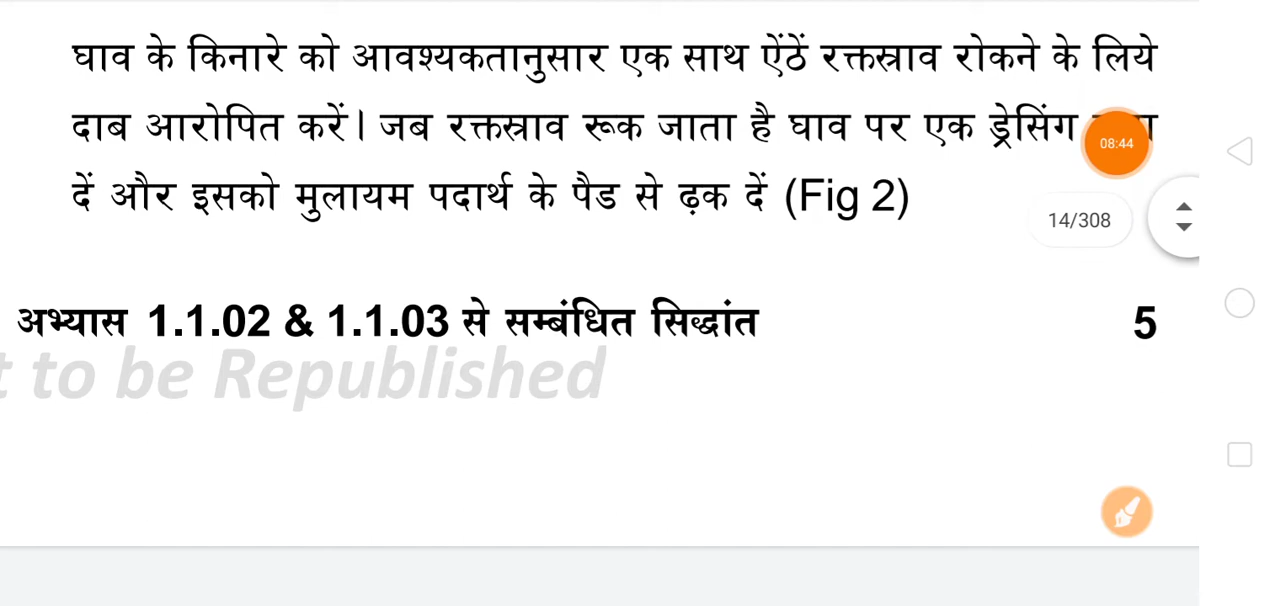 घाव के किनारे को आवश्यकतानुसार एक साथ ऐंठें रक्तस्राव रोकने के लिये
दाब आरोपित करें। जब रक्तस्राव रूक जाता है घाव पर एक ड्रेसिंग
08:44
दें और इसको मुलायम पदार्थ के पैड से ढ़क दें (Fig 2)
14/308
अभ्यास 1.1.02 & 1.1.03 से सम्बंधित सिद्धांत 5
to be Republished